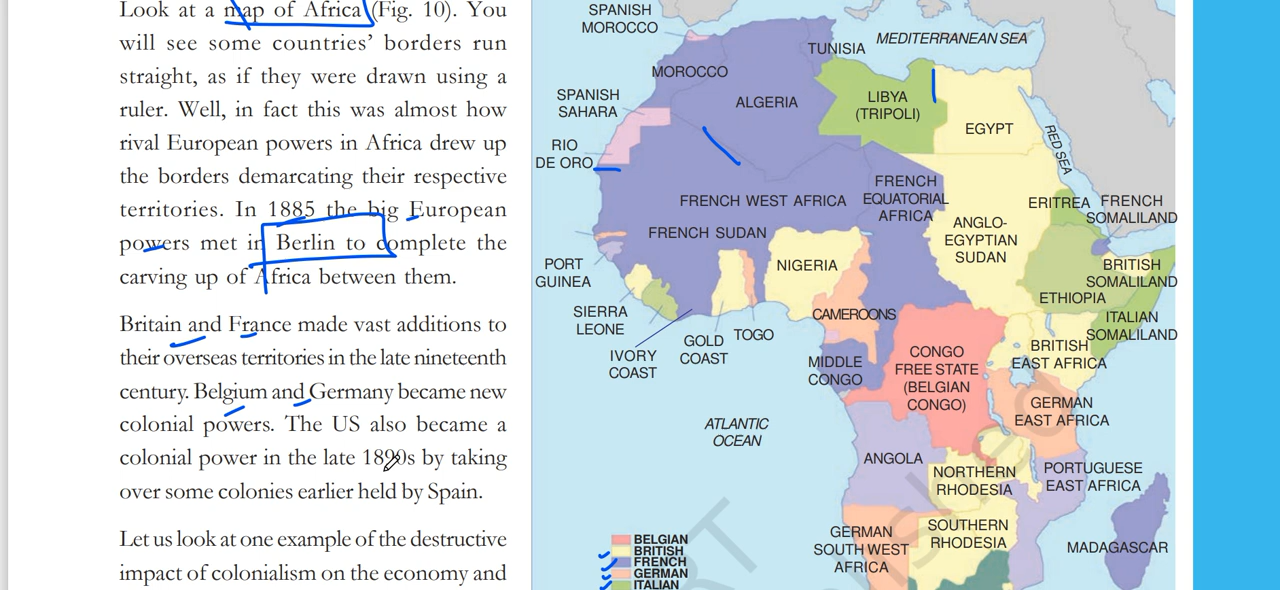 Look at a map of Africa (Fig. 10). You
will see some countries’ borders run
straight, as if they were drawn using a
ruler. Well, in fact this was almost how
rival European powers in Africa drew up
the borders demarcating their respective
territories. In 1885 the big European
powers met in Berlin to complete the
carving up of Africa between them.
Britain and France made vast additions to
their overseas territories in the late nineteenth
century. Belgium and Germany became new
colonial powers. The US also became a
colonial power in the late 1890s by taking
over some colonies earlier held by Spain.
Let us look at one example of the destructive
impact of colonialism on the economy and
SPANISH
MOROCCO
MEDITERRANEAN SEA
TUNISIA
MOROCCO
SPANISH
SAHARA
ALGERIA
LIBYA
(TRIPOLI)
EGYPT
RED SEA
RIO
DE ORO
FRENCH WEST AFRICA
FRENCH
EQUATORIAL
AFRICA
ERITREA
FRENCH
SOMALILAND
FRENCH SUDAN
ANGLO-
EGYPTIAN
SUDAN
PORT
GUINEA
NIGERIA
BRITISH
SOMALILAND
ETHIOPIA
SIERRA
LEONE
CAMEROONS
ITALIAN
SOMALILAND
IVORY
COAST
GOLD
COAST
TOGO
MIDDLE
CONGO
CONGO
FREE STATE
(BELGIAN
CONGO)
BRITISH
EAST AFRICA
GERMAN
EAST AFRICA
ATLANTIC
OCEAN
ANGOLA
NORTHERN
RHODESIA
PORTUGUESE
EAST AFRICA
GERMAN
SOUTH WEST
AFRICA
SOUTHERN
RHODESIA
MADAGASCAR
BELGIAN
BRITISH
FRENCH
GERMAN
ITALIAN